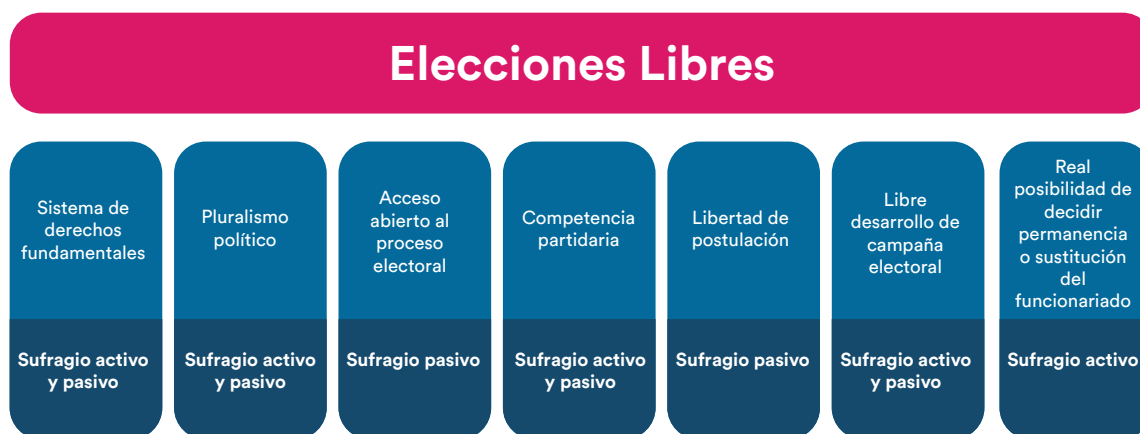 Elecciones Libres
Sistema de
derechos
fundamentales
Sufragio activo
y pasivo
Pluralismo
político
Sufragio activo
y pasivo
Acceso
abierto al
proceso
electoral
Sufragio pasivo
Competencia
partidaria
Sufragio activo
y pasivo
Libertad de
postulación
Sufragio pasivo
Libre
desarrollo de
campaña
electoral
Sufragio activo
y pasivo
Real
posibilidad de
decidir
permanencia
o sustitución
del
funcionariado
Sufragio activo